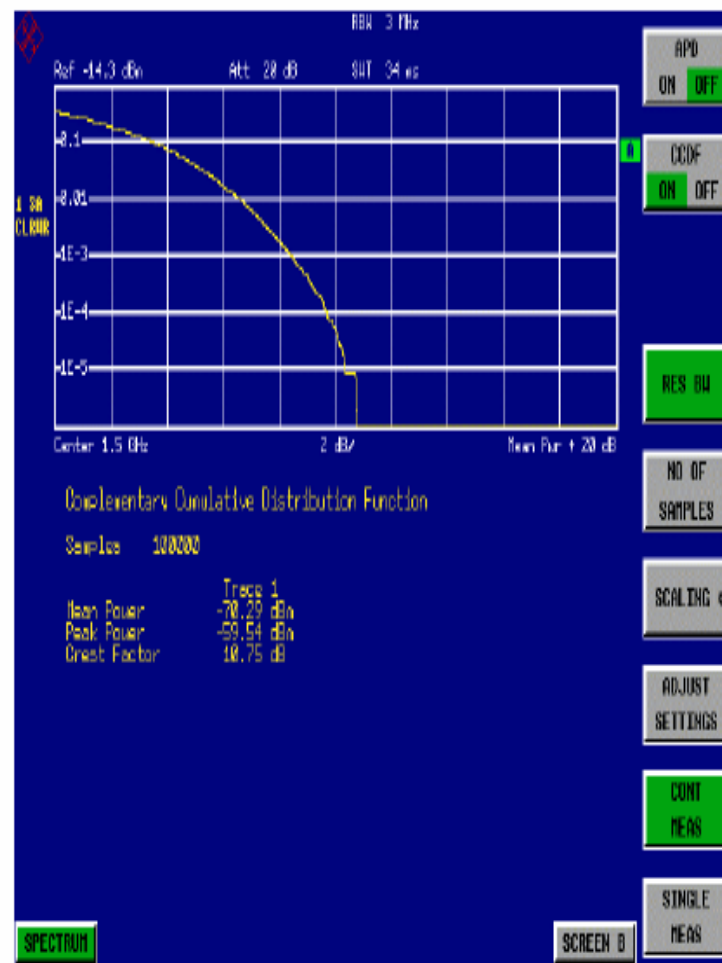 RBW 3 MHz
Ref -14.3 dBm Att 20 dB SWT 34 ms
APD
ON OFF
0.1
A
CCDF
ON OFF
0.01
1 SA
CLRWR
1E-3
1E-4
1E-5
RES BW
Center 1.5 GHz 2 dB/ Mean Pwr + 20 dB
NO OF
SAMPLES
Complementary Cumulative Distribution Function
Samples 100000
Trace 1
Mean Power -70.29 dBm
Peak Power -59.54 dBm
Crest Factor 10.75 dB
SCALING
ADJUST
SETTINGS
CONT
MEAS
SINGLE
MEAS
SPECTRUM
SCREEN B